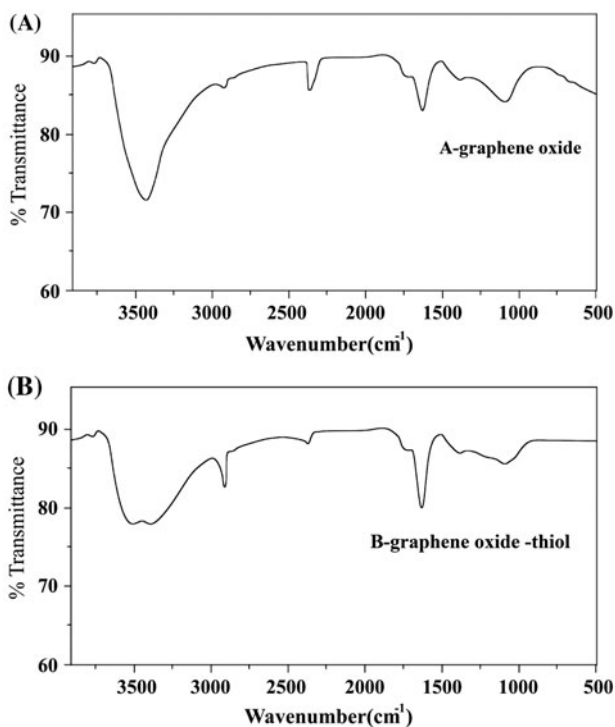 (A)
90
80
70
60
% Transmittance
A-graphene oxide
3500 3000 2500 2000 1500 1000 500
Wavenumber(cm-1)
(B)
90
80
70
60
% Transmittance
B-graphene oxide -thiol
3500 3000 2500 2000 1500 1000 500
Wavenumber(cm-1)